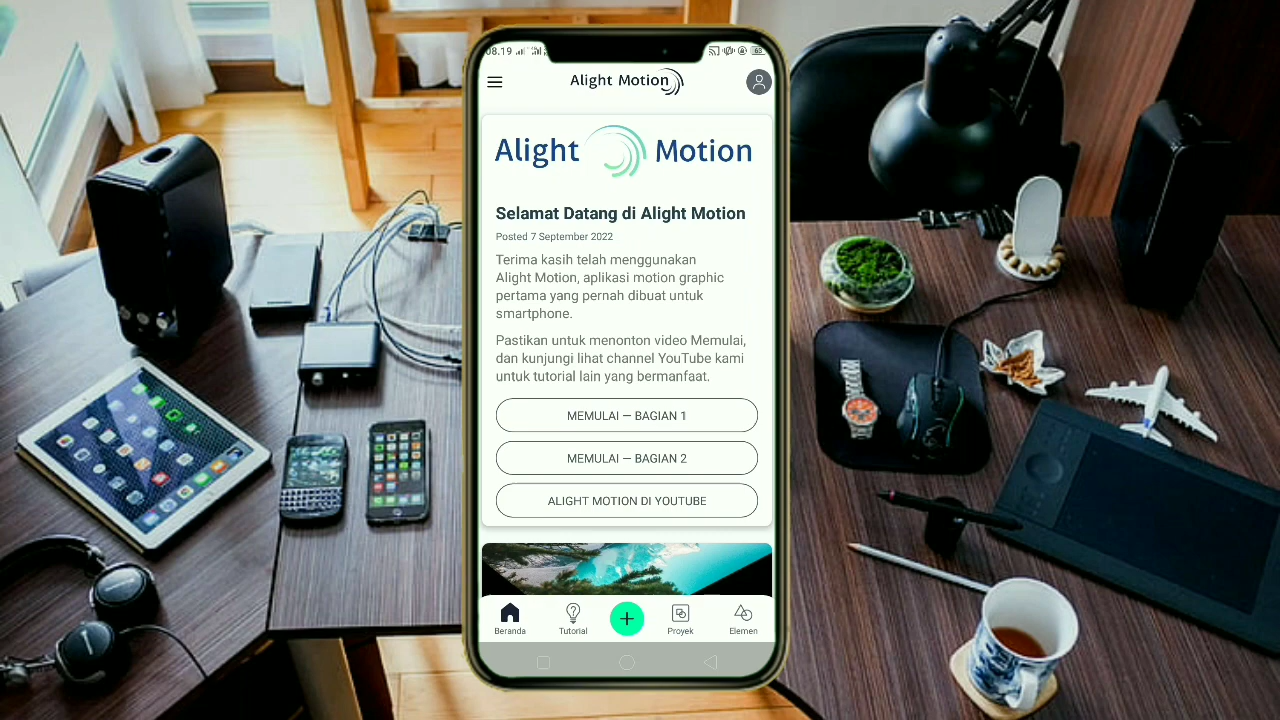 08.19
63
Alight Motion
Alight Motion
Selamat Datang di Alight Motion
Posted 7 September 2022
Terima kasih telah menggunakan
Alight Motion, aplikasi motion graphic
pertama yang pernah dibuat untuk
smartphone.
Pastikan untuk menonton video Memulai,
dan kunjungi lihat channel YouTube kami
untuk tutorial lain yang bermanfaat.
MEMULAI — BAGIAN 1
MEMULAI — BAGIAN 2
ALIGHT MOTION DI YOUTUBE
Beranda
Tutorial
Proyek
Elemen